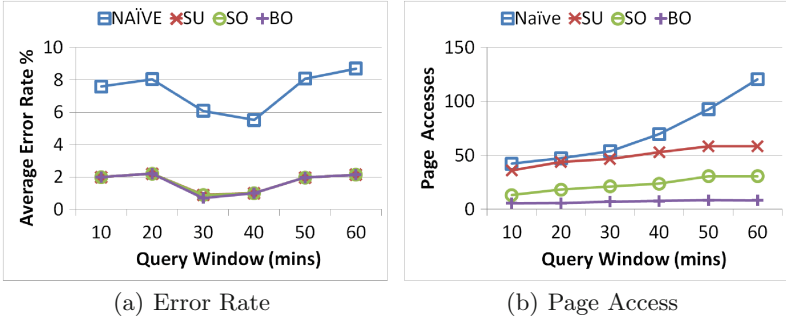 NAÏVE SU SO BO
Average Error Rate %
10
8
6
4
2
0
10 20 30 40 50 60
Query Window (mins)
(a) Error Rate
Naïve SU SO BO
Page Accesses
150
100
50
0
10 20 30 40 50 60
Query Window (mins)
(b) Page Access